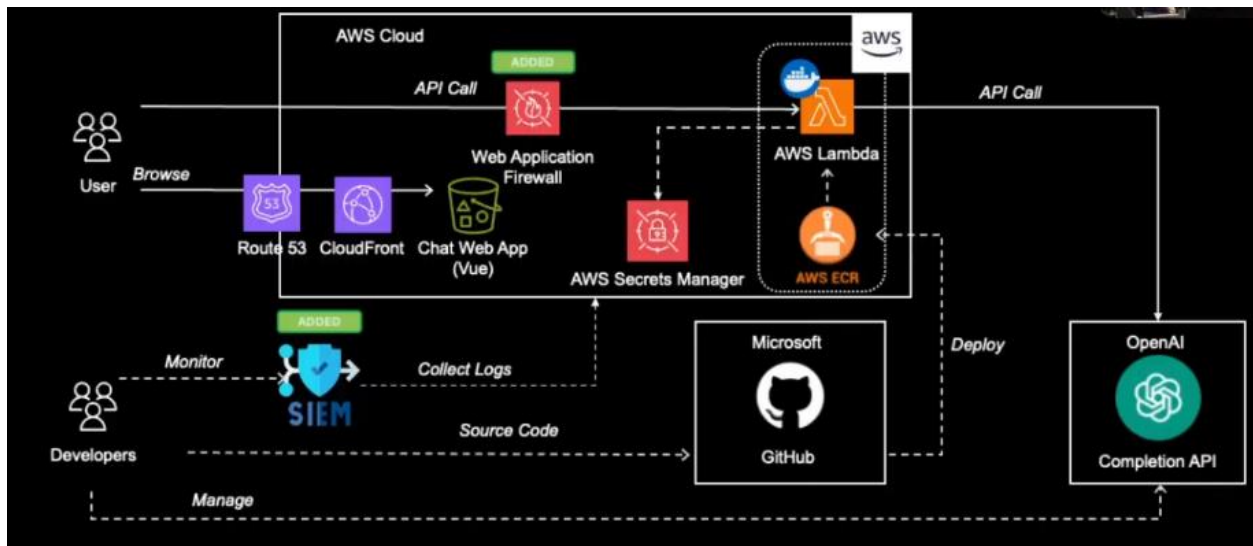 AWS Cloud
aws
ADDED
API Call
API Call
Web Application
Firewall
AWS Lambda
User
Browse
53
Route 53
CloudFront
Chat Web App
(Vue)
AWS Secrets Manager
AWS ECR
ADDED
Monitor
SIEM
Collect Logs
Microsoft
GitHub
Deploy
OpenAI
Completion API
Developers
Source Code
Manage